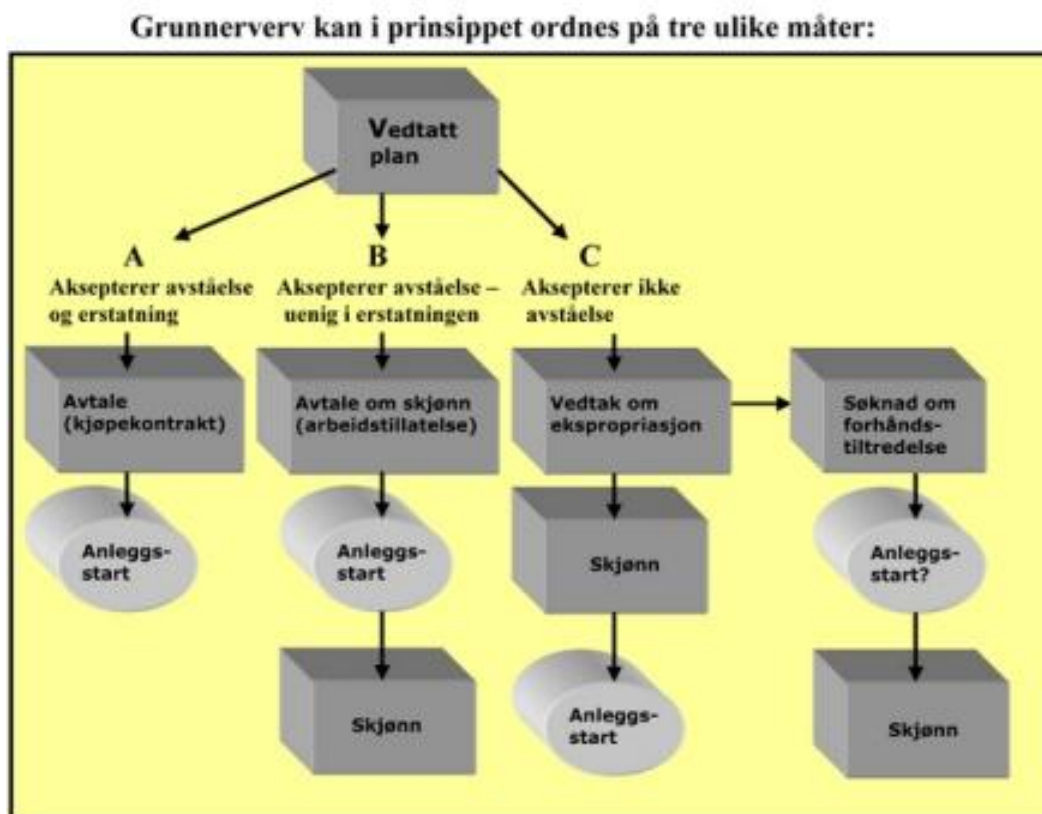 Grunnerverv kan i prinsippet ordnes på tre ulike måter:
Vedtatt
plan
A
Aksepterer avståelse
og erstatning
B
Aksepterer avståelse –
uenig i erstatningen
C
Aksepterer ikke
avståelse
Avtale
(kjøpekontrakt)
Avtale om skjønn
(arbeidstillatelse)
Vedtak om
ekspropriasjon
Søknad om
forhånds-
tiltredelse
Anleggs-
start
Anleggs-
start
Skjønn
Anleggs-
start?
Skjønn
Anleggs-
start
Skjønn